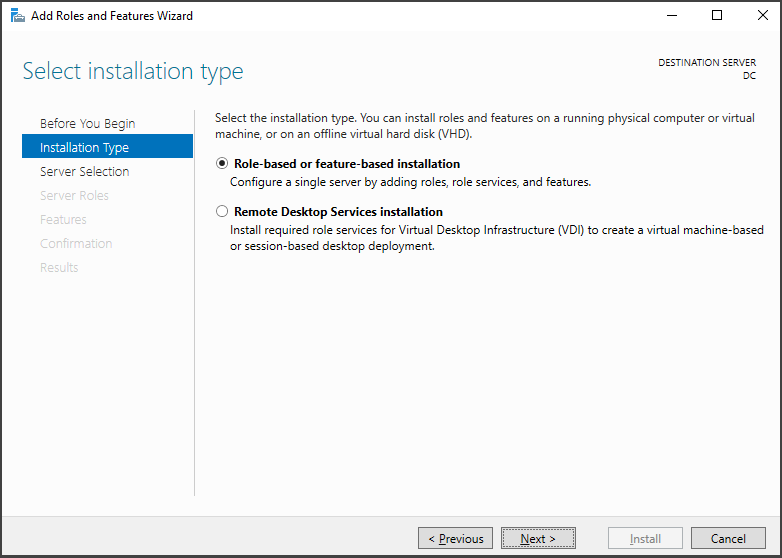 Add Roles and Features Wizard
Select installation type
DESTINATION SERVER
DC
Before You Begin
Installation Type
Server Selection
Server Roles
Features
Confirmation
Results
Select the installation type. You can install roles and features on a running physical computer or virtual
machine, or on an offline virtual hard disk (VHD).
Role-based or feature-based installation
Configure a single server by adding roles, role services, and features.
Remote Desktop Services installation
Install required role services for Virtual Desktop Infrastructure (VDI) to create a virtual machine-based
or session-based desktop deployment.
< Previous
Next >
Install
Cancel